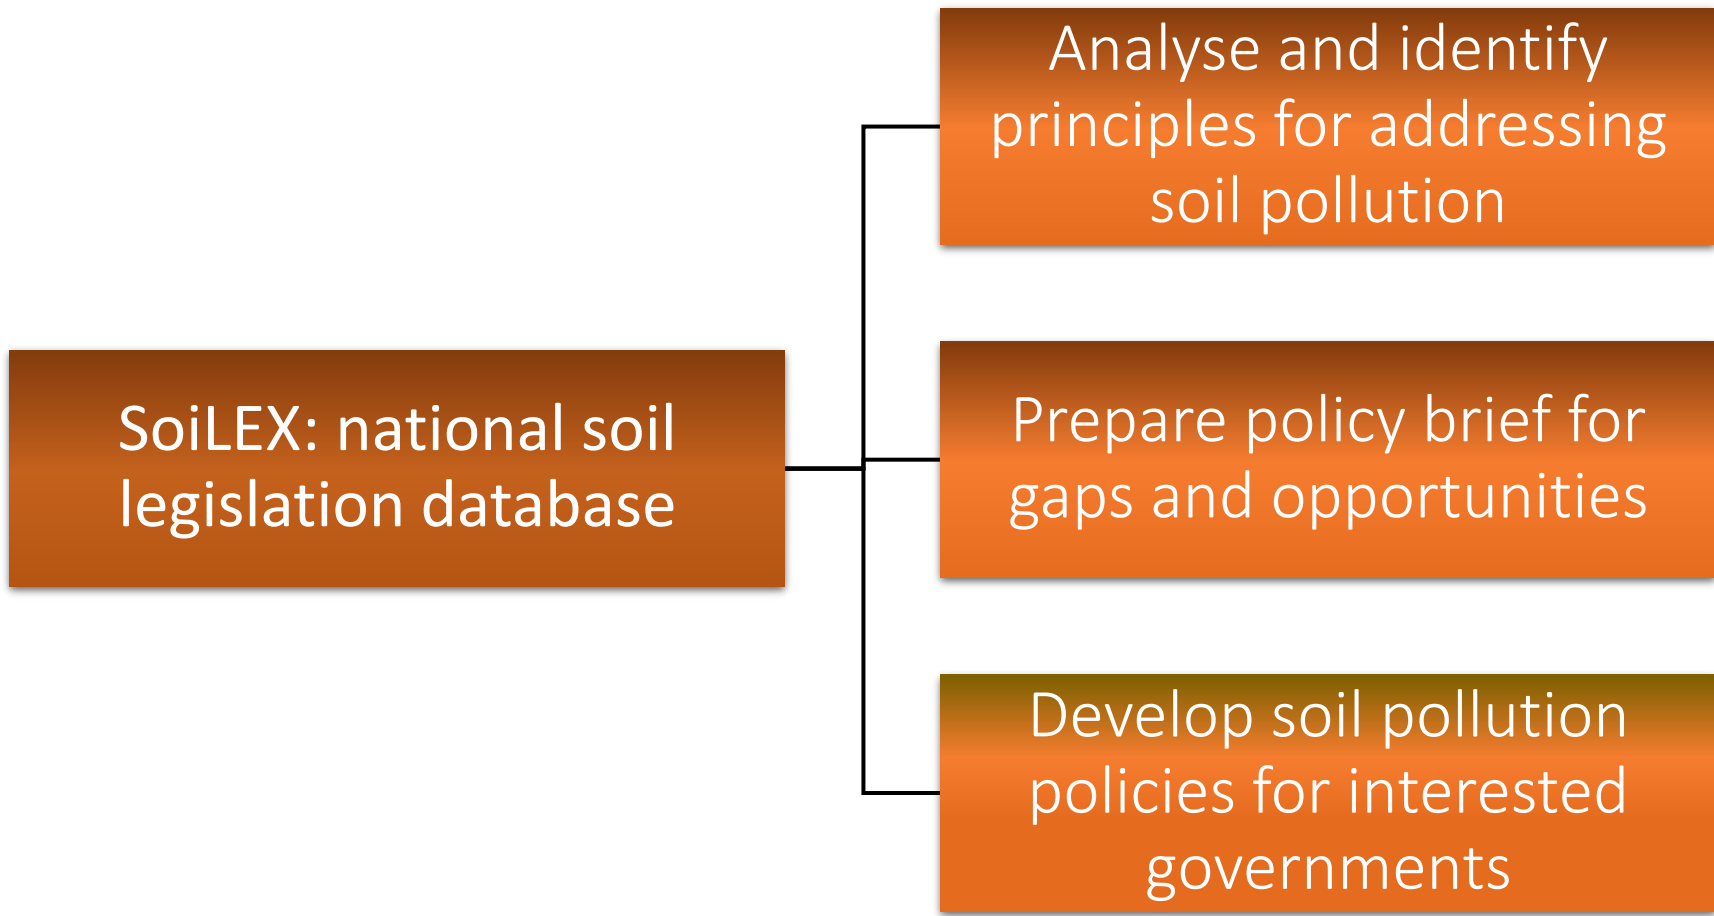 Analyse and identify
principles for addressing
soil pollution
SoiLEX: national soil
legislation database
Prepare policy brief for
gaps and opportunities
Develop soil pollution
policies for interested
governments